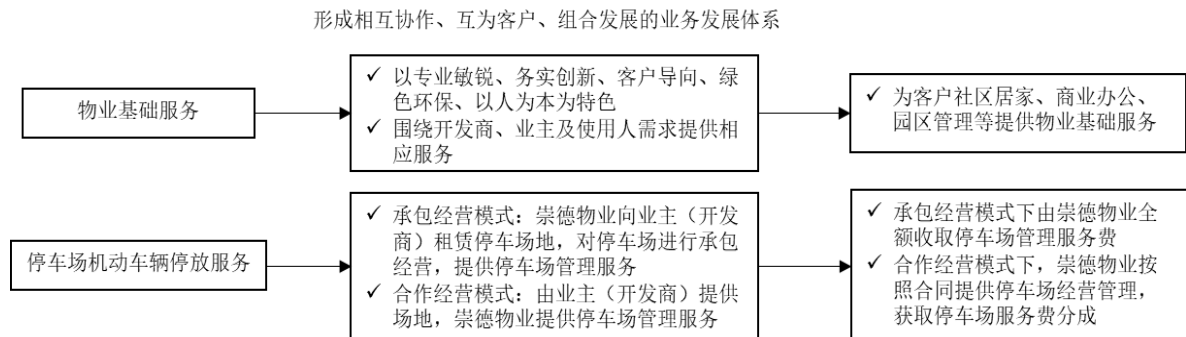 形成相互协作、互为客户、组合发展的业务发展体系
物业基础服务
✓ 以专业敏锐、务实创新、客户导向、绿
色环保、以人为本为特色
✓ 围绕开发商、业主及使用人需求提供相
应服务
✓ 为客户社区居家、商业办公、
园区管理等提供物业基础服务
停车场机动车辆停放服务
✓ 承包经营模式：崇德物业向业主（开发
商）租赁停车场地，对停车场进行承包
经营，提供停车场管理服务
✓ 合作经营模式：由业主（开发商）提供
场地，崇德物业提供停车场管理服务
✓ 承包经营模式下由崇德物业全
额收取停车场管理服务费
✓ 合作经营模式下，崇德物业按
照合同提供停车场经营管理，
获取停车场服务费分成